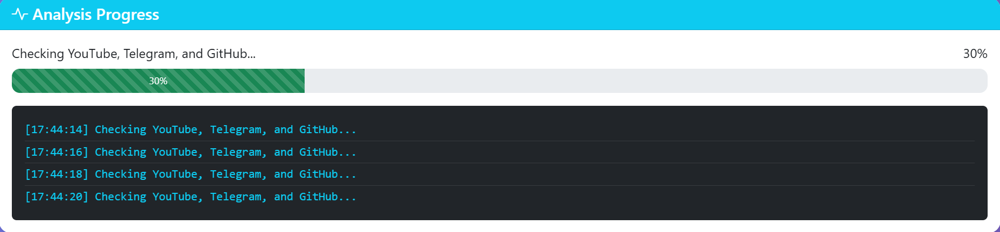 Analysis Progress
Checking YouTube, Telegram, and GitHub... 30%
30%
[17:44:14] Checking YouTube, Telegram, and GitHub...
[17:44:16] Checking YouTube, Telegram, and GitHub...
[17:44:18] Checking YouTube, Telegram, and GitHub...
[17:44:20] Checking YouTube, Telegram, and GitHub...